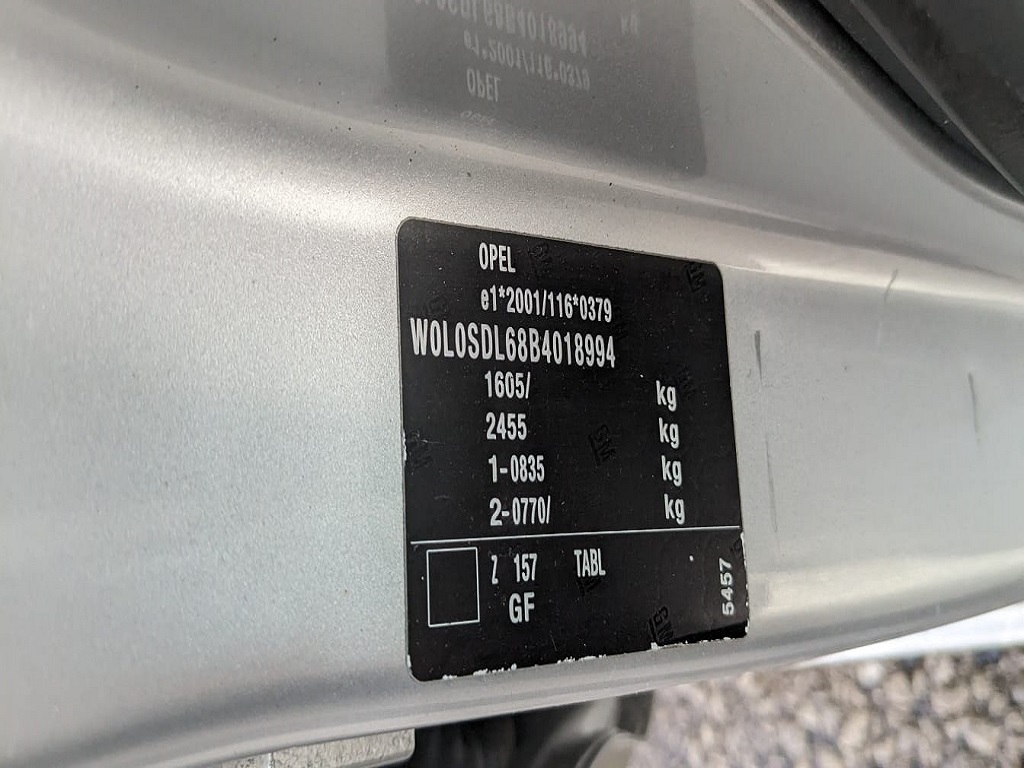 OPEL
e1*2001/116*0379
W0L0SDL68B4018994
1605/ kg
2455 kg
1-0835 kg
2-0770/ kg
Z 157 TABL
GF
5457